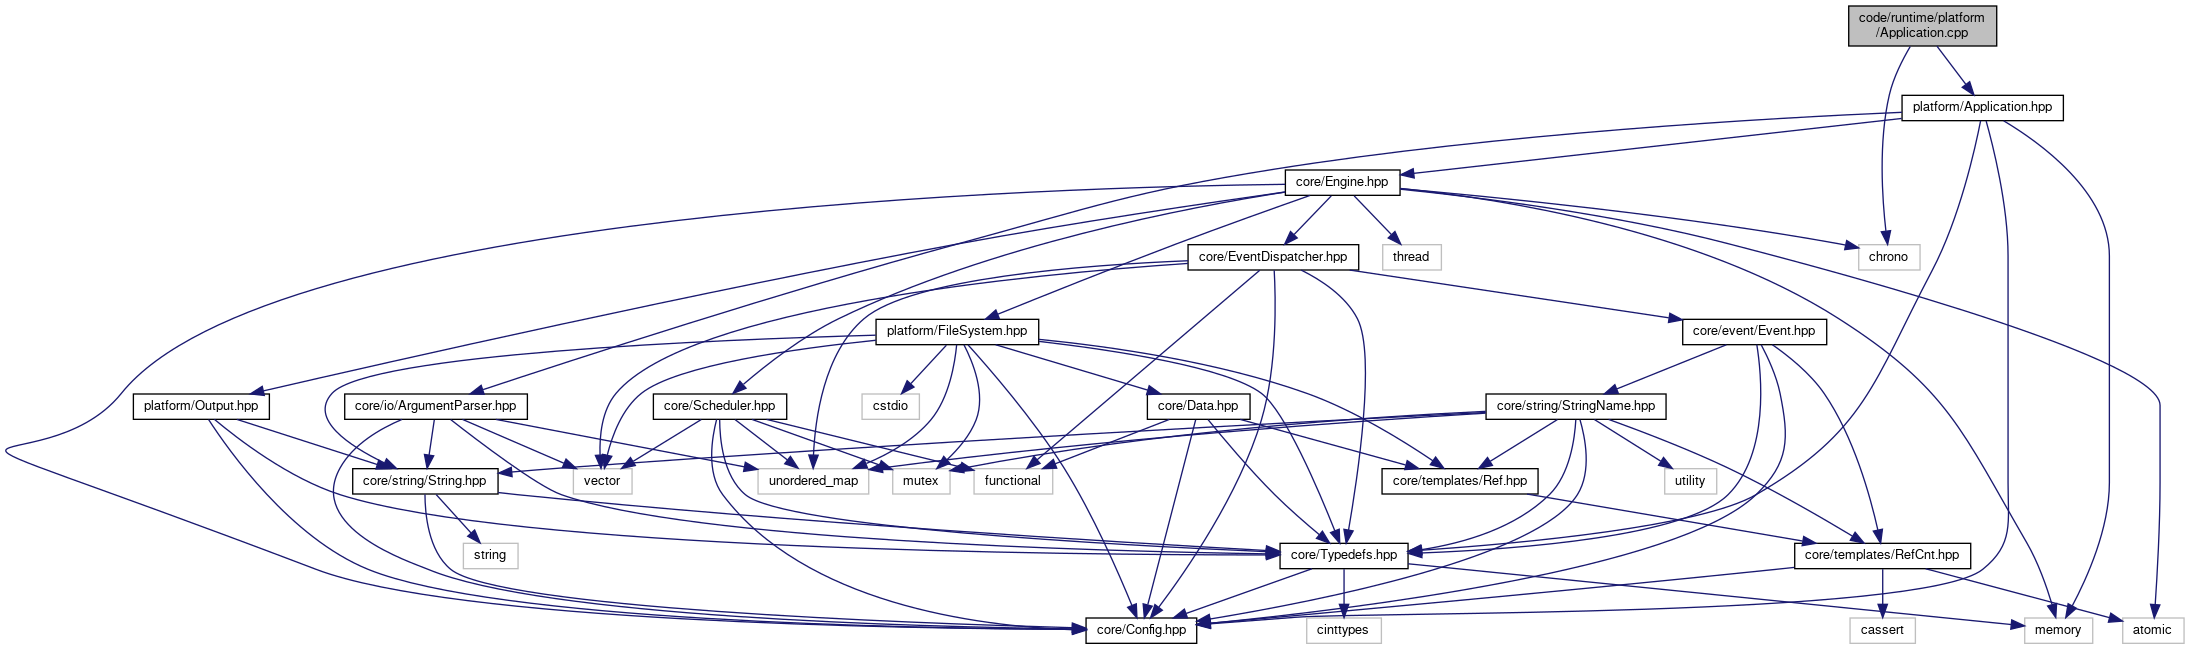 code/runtime/platform
/Application.cpp
platform/Application.hpp
core/Engine.hpp
core/EventDispatcher.hpp
thread
chrono
platform/FileSystem.hpp
core/event/Event.hpp
platform/Output.hpp
core/io/ArgumentParser.hpp
core/Scheduler.hpp
cstdio
core/Data.hpp
core/string/StringName.hpp
core/string/String.hpp
vector
unordered_map
mutex
functional
core/templates/Ref.hpp
utility
string
core/Typedefs.hpp
core/templates/RefCnt.hpp
core/Config.hpp
cinttypes
cassert
memory
atomic